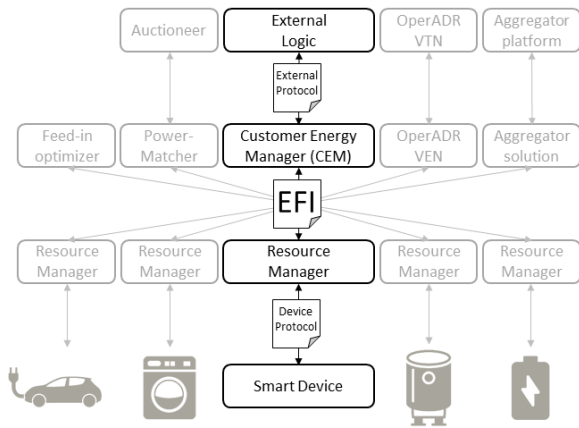 Auctioneer
External
Logic
OperADR
VTN
Aggregator
platform
External
Protocol
Feed-in
optimizer
Power-
Matcher
Customer Energy
Manager (CEM)
OperADR
VEN
Aggregator
solution
EFI
Resource
Manager
Resource
Manager
Resource
Manager
Resource
Manager
Resource
Manager
Device
Protocol
Smart Device